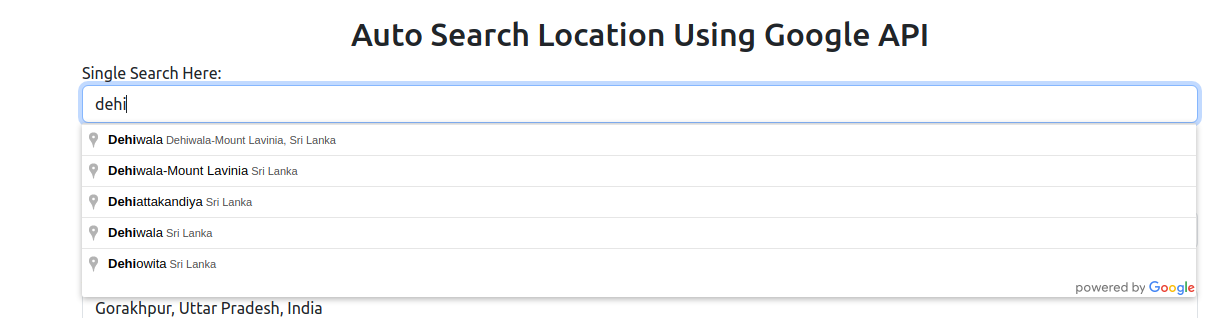 Auto Search Location Using Google API
Single Search Here:
dehi
Dehiwala Dehiwala-Mount Lavinia, Sri Lanka
Dehiwala-Mount Lavinia Sri Lanka
Dehiattakandiya Sri Lanka
Dehiwala Sri Lanka
Dehiowita Sri Lanka
powered by Google
Gorakhpur, Uttar Pradesh, India